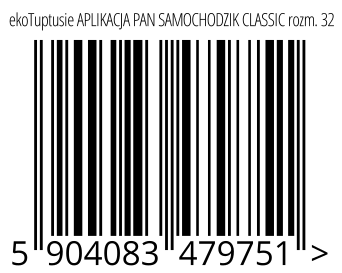 ekoTuptusie APLIKACJA PAN SAMOCHODZIK CLASSIC rozm. 32
5 904083 479751 >